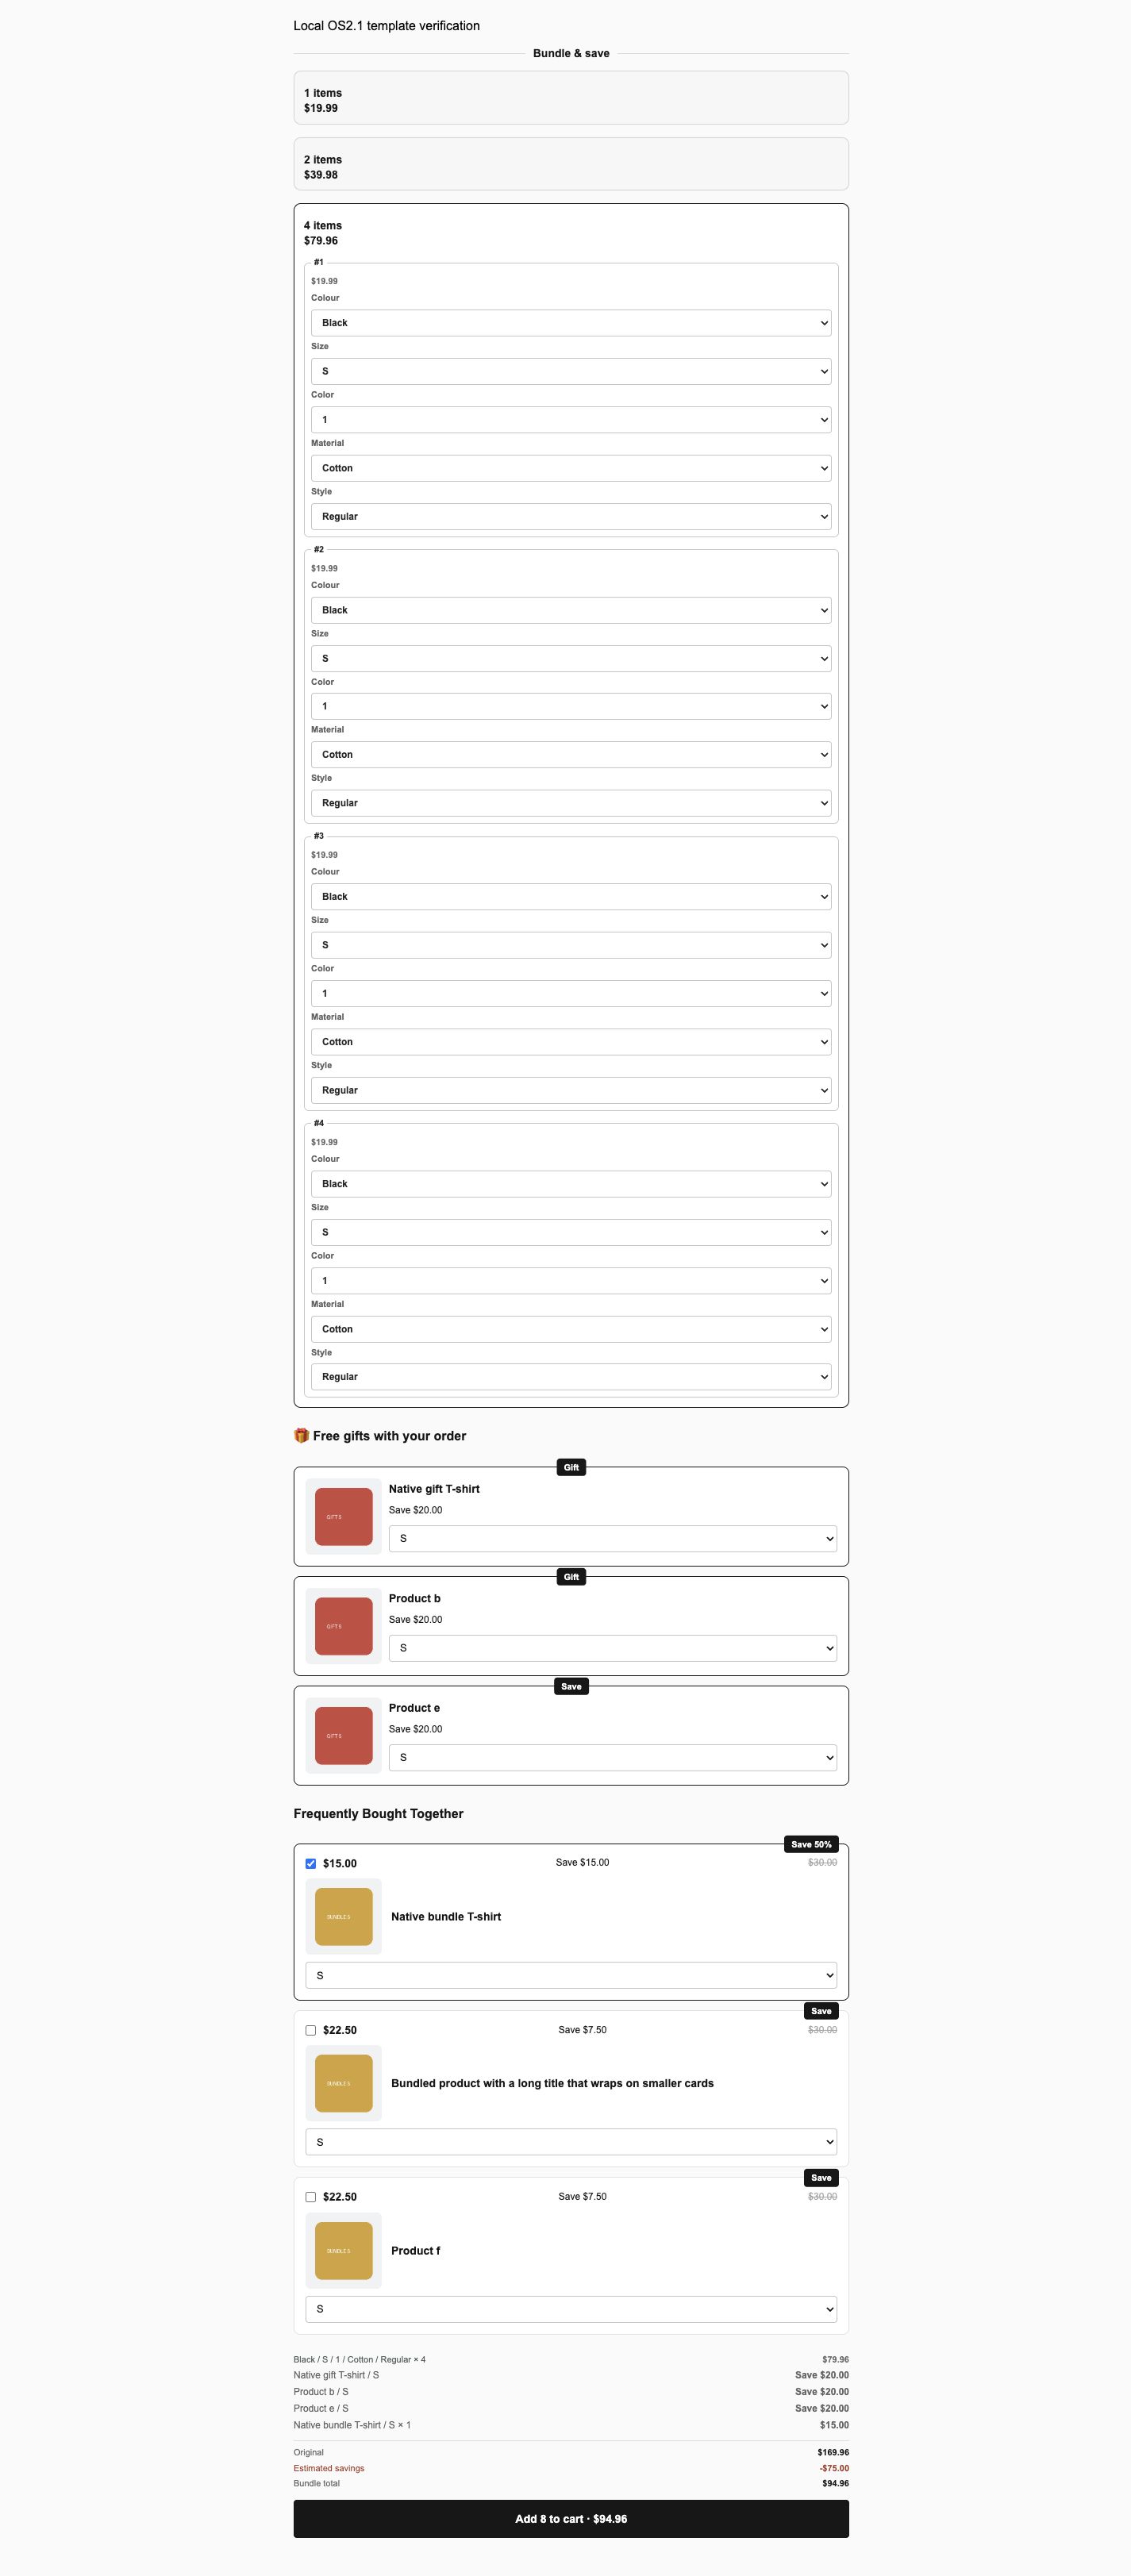 Local OS2.1 template verification
Bundle & save
1 items
$19.99
2 items
$39.98
4 items
$79.96
#1
$19.99
Colour
Black
Size
S
Color
1
Material
Cotton
Style
Regular
#2
$19.99
Colour
Black
Size
S
Color
1
Material
Cotton
Style
Regular
#3
$19.99
Colour
Black
Size
S
Color
1
Material
Cotton
Style
Regular
#4
$19.99
Colour
Black
Size
S
Color
1
Material
Cotton
Style
Regular
🎁 Free gifts with your order
Gift
Native gift T-shirt
Save $20.00
GIFTS
S
Gift
Product b
Save $20.00
GIFTS
S
Save
Product e
Save $20.00
GIFTS
S
Frequently Bought Together
Save 50%
$15.00 Save $15.00 $30.00
BUNDLES
Native bundle T-shirt
S
Save
$22.50 Save $7.50 $30.00
BUNDLES
Bundled product with a long title that wraps on smaller cards
S
Save
$22.50 Save $7.50 $30.00
BUNDLES
Product f
S
Black / S / 1 / Cotton / Regular × 4 $79.96
Native gift T-shirt / S Save $20.00
Product b / S Save $20.00
Product e / S Save $20.00
Native bundle T-shirt / S × 1 $15.00
Original $169.96
Estimated savings -$75.00
Bundle total $94.96
Add 8 to cart · $94.96